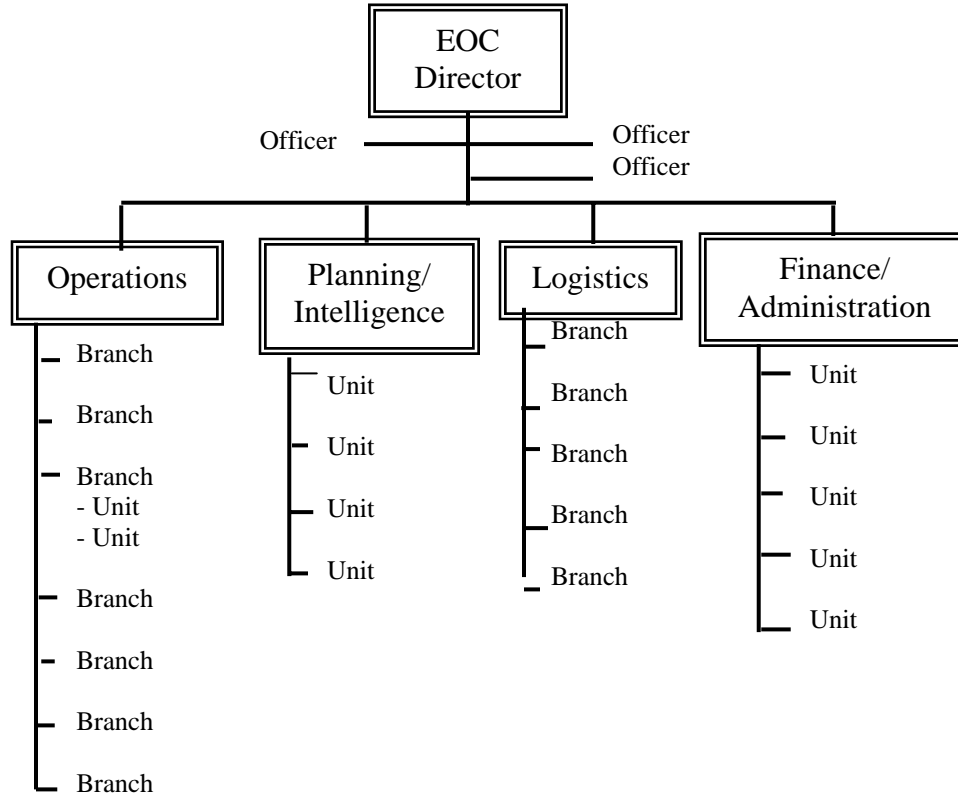 EOC
Director
Officer
Officer
Officer
Operations
Branch
Branch
Branch
- Unit
- Unit
Branch
Branch
Branch
Branch
Planning/
Intelligence
Unit
Unit
Unit
Unit
Logistics
Branch
Branch
Branch
Branch
Branch
Finance/
Administration
Unit
Unit
Unit
Unit
Unit